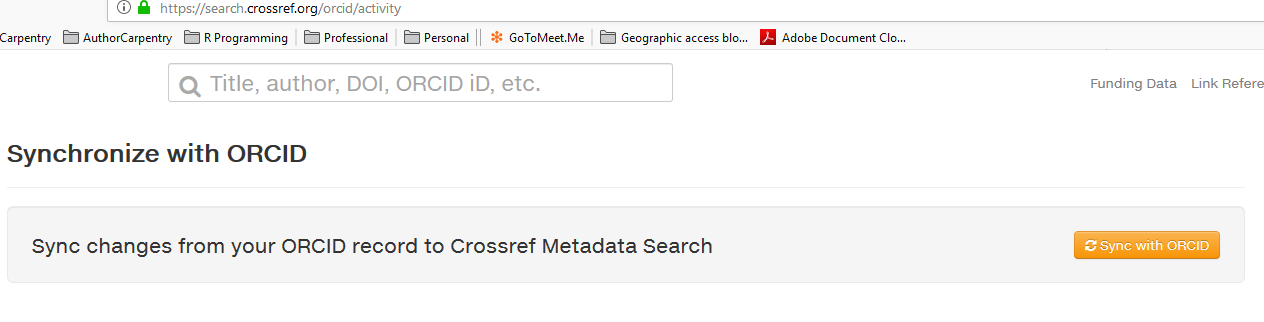 https://search.crossref.org/orcid/activity
Carpentry AuthorCarpentry R Programming Professional Personal GoToMeet.Me Geographic access blo... Adobe Document Clo...
Title, author, DOI, ORCID iD, etc. Funding Data Link Refere
Synchronize with ORCID
Sync changes from your ORCID record to Crossref Metadata Search Sync with ORCID